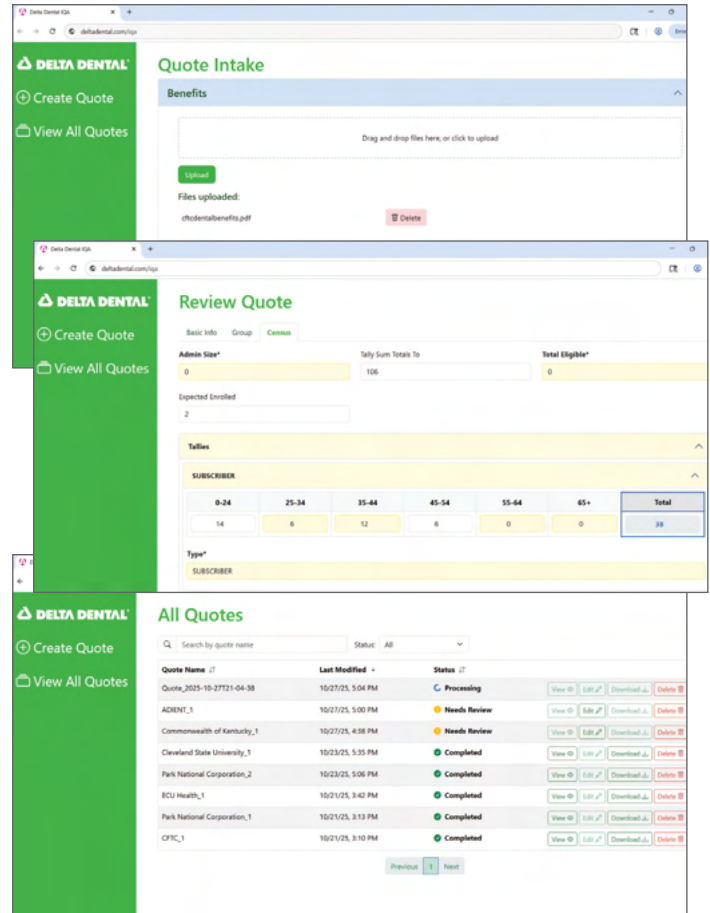 Delta Dental IQA
deltadental.com/iqa
DELTA DENTAL
Create Quote
View All Quotes
Quote Intake
Benefits
Drag and drop files here, or click to upload
Upload
Files uploaded:
cftcdentalbenefits.pdf
Delete
Delta Dental IQA
deltadental.com/iqa
DELTA DENTAL
Create Quote
View All Quotes
Review Quote
Basic Info Group Census
Admin Size* Tally Sum Totals To Total Eligible*
0 106 0
Expected Enrolled
2
Tallies
SUBSCRIBER
0-24 25-34 35-44 45-54 55-64 65+ Total
14 6 12 6 0 0 38
Type*
SUBSCRIBER
DELTA DENTAL
Create Quote
View All Quotes
All Quotes
Search by quote name Status: All
Quote Name Last Modified Status
Quote_2025-10-27T21-04-38 10/27/25, 5:04 PM Processing View Edit Download Delete
ADIENT_1 10/27/25, 5:00 PM Needs Review View Edit Download Delete
Commonwealth of Kentucky_1 10/27/25, 4:38 PM Needs Review View Edit Download Delete
Cleveland State University_1 10/23/25, 5:35 PM Completed View Edit Download Delete
Park National Corporation_2 10/23/25, 5:06 PM Completed View Edit Download Delete
ECU Health_1 10/21/25, 3:42 PM Completed View Edit Download Delete
Park National Corporation_1 10/21/25, 3:13 PM Completed View Edit Download Delete
CFTC_1 10/21/25, 3:10 PM Completed View Edit Download Delete
Previous 1 Next